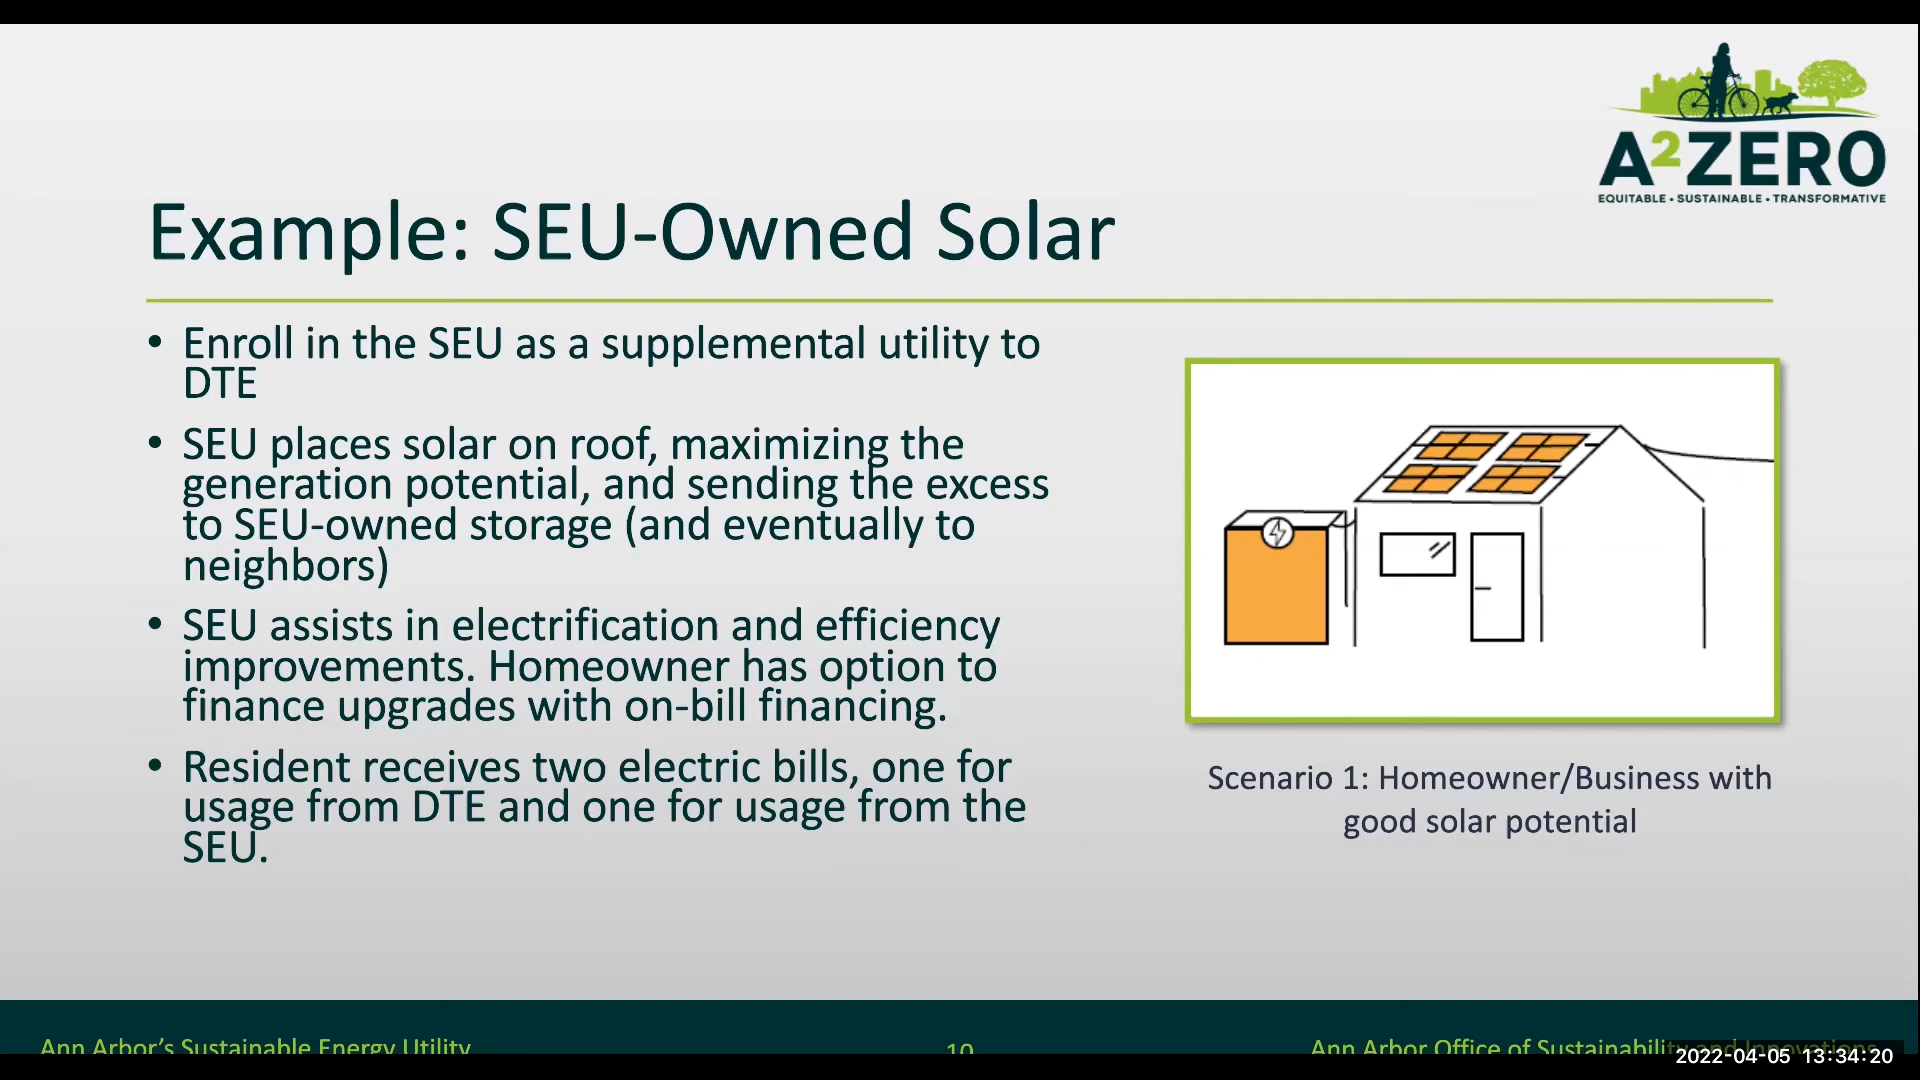 A²ZERO
EQUITABLE • SUSTAINABLE • TRANSFORMATIVE
Example: SEU-Owned Solar
• Enroll in the SEU as a supplemental utility to
DTE
• SEU places solar on roof, maximizing the
generation potential, and sending the excess
to SEU-owned storage (and eventually to
neighbors)
• SEU assists in electrification and efficiency
improvements. Homeowner has option to
finance upgrades with on-bill financing.
• Resident receives two electric bills, one for
usage from DTE and one for usage from the
SEU.
Scenario 1: Homeowner/Business with
good solar potential
Ann Arbor's Sustainable Energy Utility
10
Ann Arbor Office of Sustainability and Innovations
2022-04-05 13:34:20